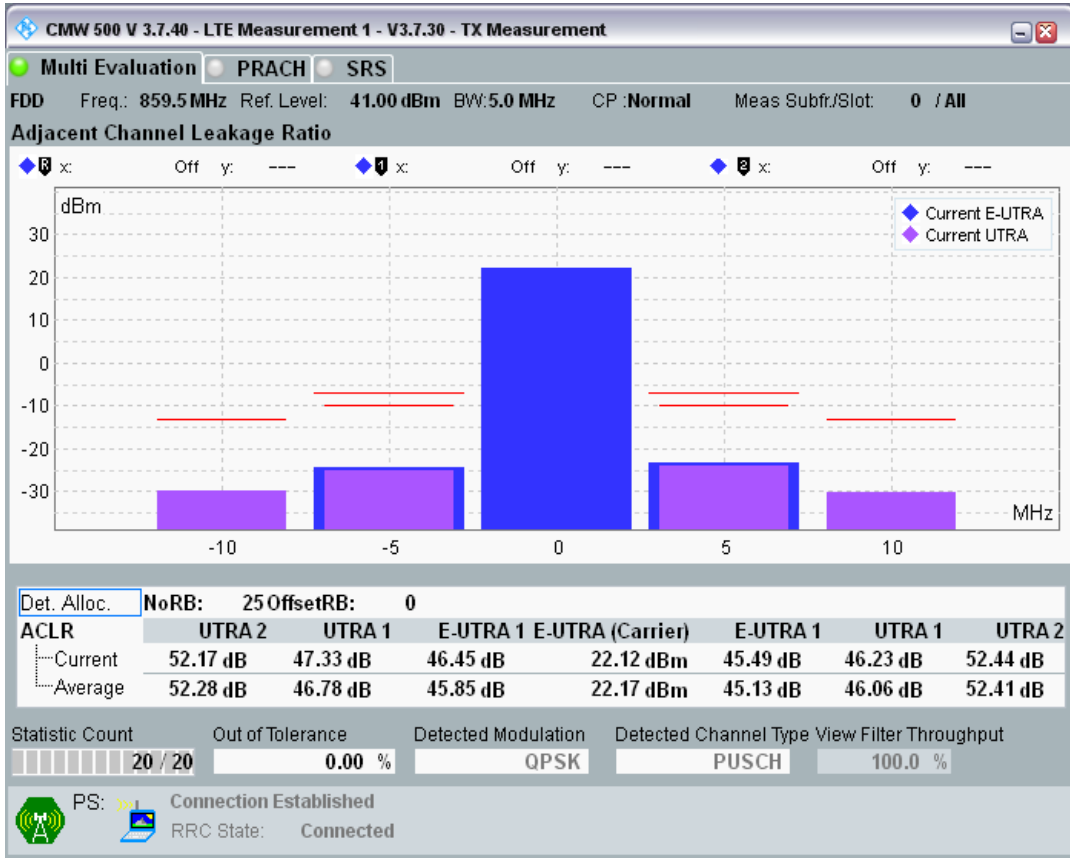 CMW 500 V 3.7.40 - LTE Measurement 1 - V3.7.30 - TX Measurement
Multi Evaluation PRACH SRS
FDD Freq.: 859.5 MHz Ref. Level: 41.00 dBm BW: 5.0 MHz CP :Normal Meas Subfr./Slot: 0 / All
Adjacent Channel Leakage Ratio
R x: Off y: --- 1 x: Off y: --- 2 x: Off y: ---
dBm
Current E-UTRA
Current UTRA
30
20
10
0
-10
-20
-30
MHz
-10 -5 0 5 10
Det. Alloc. NoRB: 25 OffsetRB: 0
ACLR UTRA 2 UTRA 1 E-UTRA 1 E-UTRA (Carrier) E-UTRA 1 UTRA 1 UTRA 2
Current 52.17 dB 47.33 dB 46.45 dB 22.12 dBm 45.49 dB 46.23 dB 52.44 dB
Average 52.28 dB 46.78 dB 45.85 dB 22.17 dBm 45.13 dB 46.06 dB 52.41 dB
Statistic Count Out of Tolerance Detected Modulation Detected Channel Type View Filter Throughput
20 / 20 0.00 % QPSK PUSCH 100.0 %
PS: Connection Established
RRC State: Connected